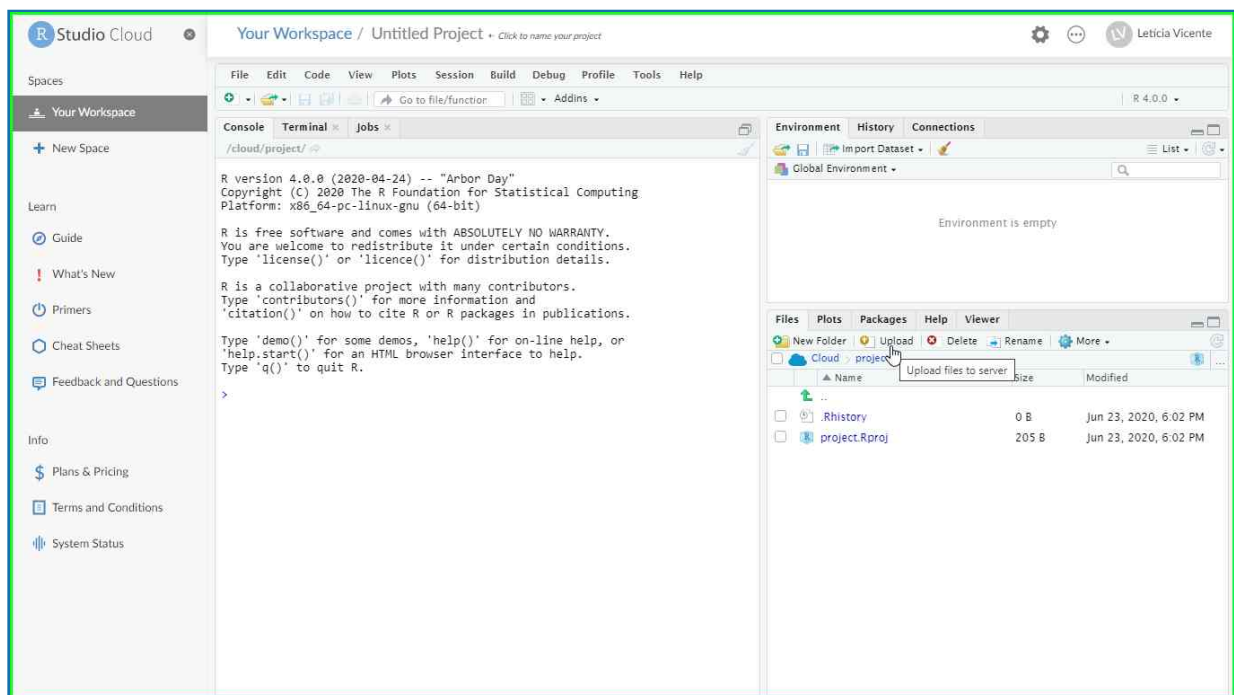 R Studio Cloud
Your Workspace / Untitled Project ← Click to name your project
LV Letícia Vicente
Spaces
Your Workspace
New Space
Learn
Guide
What's New
Primers
Cheat Sheets
Feedback and Questions
Info
Plans & Pricing
Terms and Conditions
System Status
File Edit Code View Plots Session Build Debug Profile Tools Help
Go to file/function Addins R 4.0.0
Console Terminal Jobs
/cloud/project/
R version 4.0.0 (2020-04-24) -- "Arbor Day"
Copyright (C) 2020 The R Foundation for Statistical Computing
Platform: x86_64-pc-linux-gnu (64-bit)
R is free software and comes with ABSOLUTELY NO WARRANTY.
You are welcome to redistribute it under certain conditions.
Type 'license()' or 'licence()' for distribution details.
R is a collaborative project with many contributors.
Type 'contributors()' for more information and
'citation()' on how to cite R or R packages in publications.
Type 'demo()' for some demos, 'help()' for on-line help, or
'help.start()' for an HTML browser interface to help.
Type 'q()' to quit R.
>
Environment History Connections
Import Dataset List
Global Environment
Environment is empty
Files Plots Packages Help Viewer
New Folder Upload Delete Rename More
Cloud > project R ...
Upload files to server
Name Size Modified
..
.Rhistory 0 B Jun 23, 2020, 6:02 PM
project.Rproj 205 B Jun 23, 2020, 6:02 PM